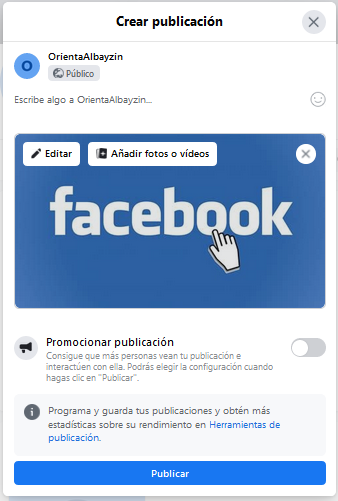 Crear publicación
OrientaAlbayzin
Público
Escribe algo a OrientaAlbayzin...
Editar
Añadir fotos o vídeos
facebook
Promocionar publicación
Consigue que más personas vean tu publicación e
interactúen con ella. Podrás elegir la configuración cuando
hagas clic en "Publicar".
Programa y guarda tus publicaciones y obtén más
estadísticas sobre su rendimiento en Herramientas de
publicación.
Publicar